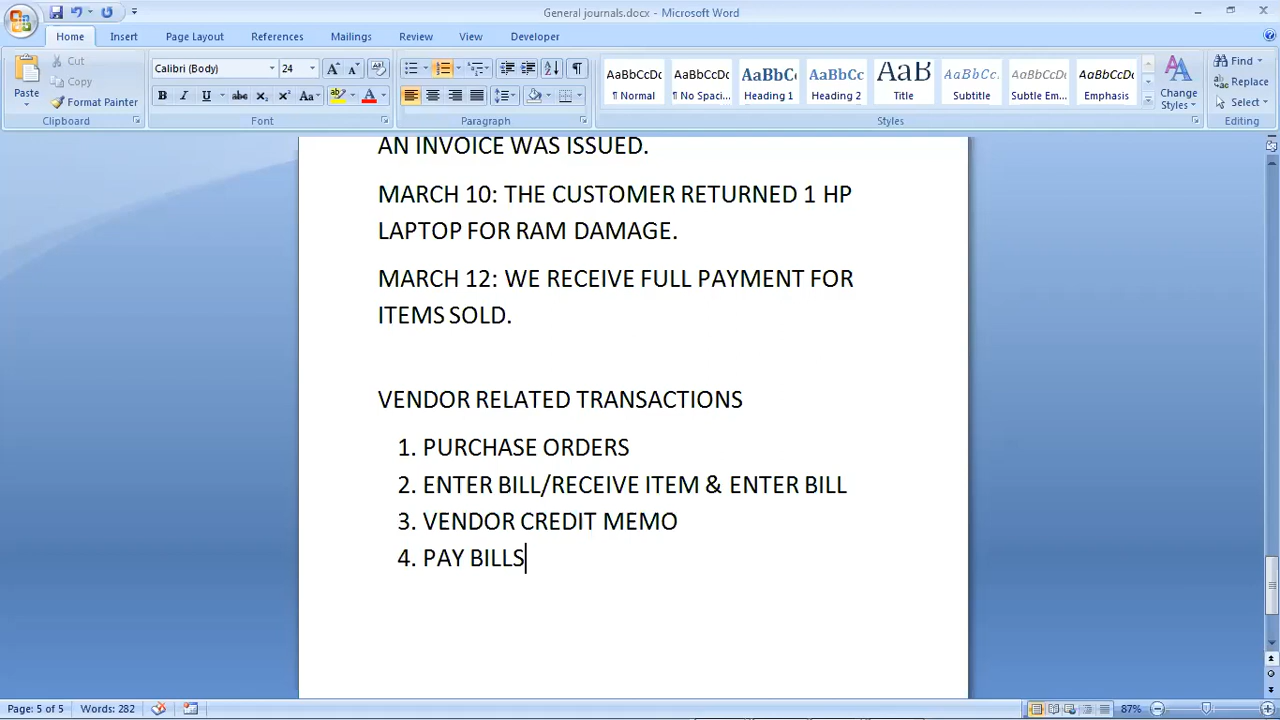 General journals.docx - Microsoft Word
Home Insert Page Layout References Mailings Review View Developer
Paste
Cut
Copy
Format Painter
Clipboard
Calibri (Body) 24
Font
Paragraph
AaBbCcDc AaBbCcDc AaBbC AaBbCc AaB AaBbCc. AaBbCcDc AaBbCcDc
¶ Normal ¶ No Spaci... Heading 1 Heading 2 Title Subtitle Subtle Em... Emphasis
Change
Styles
Styles
Find
Replace
Select
Editing
AN INVOICE WAS ISSUED.
MARCH 10: THE CUSTOMER RETURNED 1 HP
LAPTOP FOR RAM DAMAGE.
MARCH 12: WE RECEIVE FULL PAYMENT FOR
ITEMS SOLD.
VENDOR RELATED TRANSACTIONS
1. PURCHASE ORDERS
2. ENTER BILL/RECEIVE ITEM & ENTER BILL
3. VENDOR CREDIT MEMO
4. PAY BILLS
Page: 5 of 5 Words: 282 87%